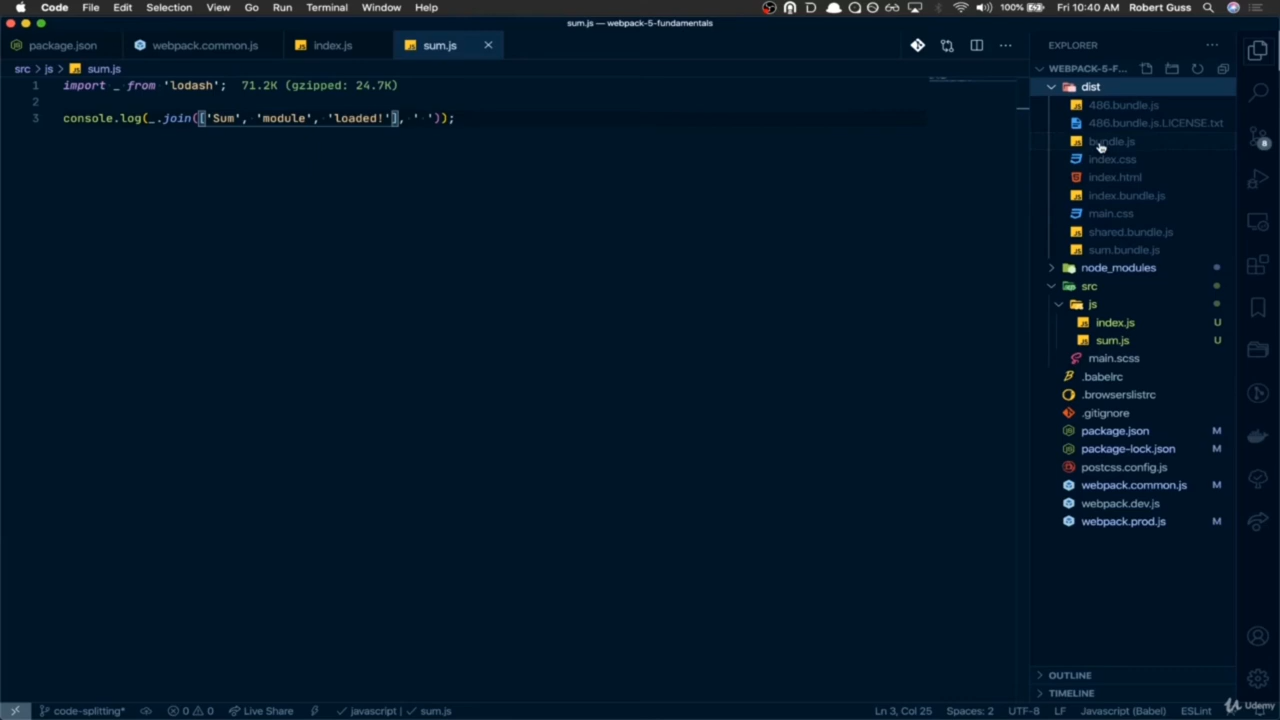 Code File Edit Selection View Go Run Terminal Window Help 100% Fri 10:40 AM Robert Guss
sum.js — webpack-5-fundamentals
package.json webpack.common.js index.js sum.js
EXPLORER
src > js > sum.js
WEBPACK-5-F...
1 import _ from 'lodash'; 71.2K (gzipped: 24.7K)
2
3 console.log(_.join(['Sum', 'module', 'loaded!'], ' '));
dist
486.bundle.js
486.bundle.js.LICENSE.txt
bundle.js
index.css
index.html
index.bundle.js
main.css
shared.bundle.js
sum.bundle.js
node_modules
src
js
index.js U
sum.js U
main.scss
.babelrc
.browserslistrc
.gitignore
package.json M
package-lock.json M
postcss.config.js
webpack.common.js M
webpack.dev.js
webpack.prod.js M
8
OUTLINE
TIMELINE
code-splitting* 0 0 Live Share javascript | sum.js Ln 3, Col 25 Spaces: 2 UTF-8 LF Javascript (Babel) ESLint
Udemy